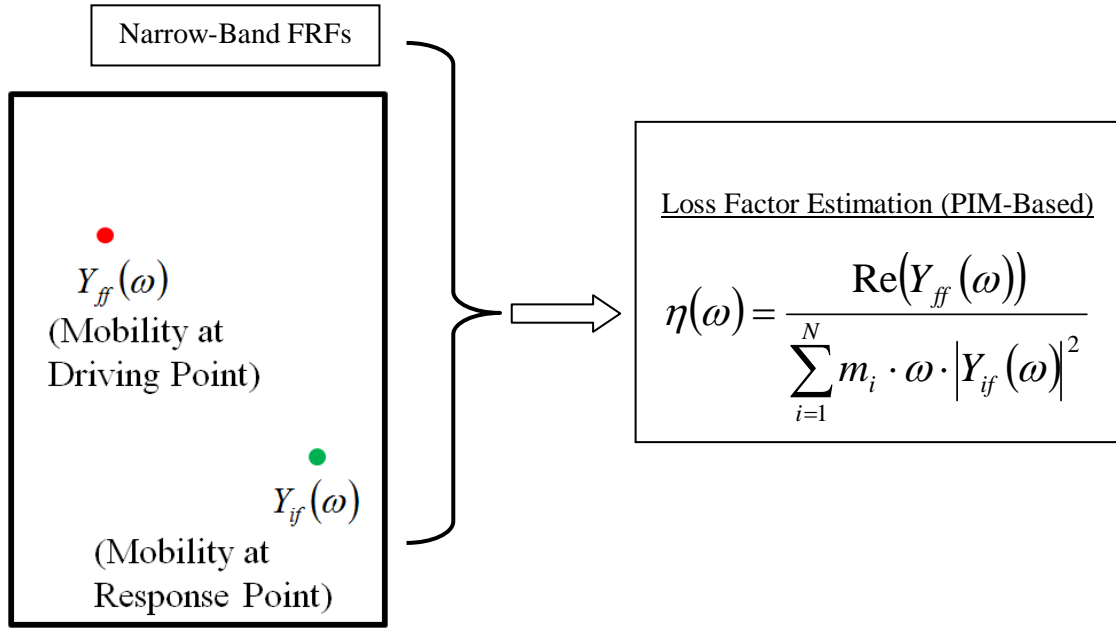 Narrow-Band FRFs
Y_ff(ω)
(Mobility at
Driving Point)
Y_if(ω)
(Mobility at
Response Point)
Loss Factor Estimation (PIM-Based)
η(ω) = Re(Y_ff(ω)) / ∑_{i=1}^{N} m_i · ω · |Y_if(ω)|^2